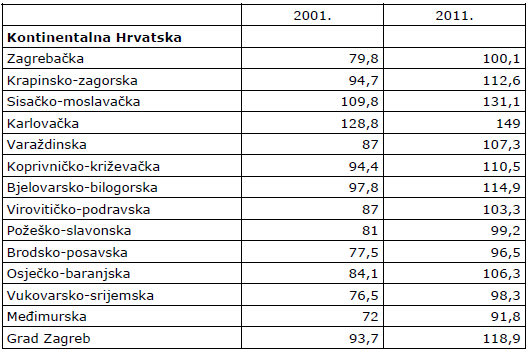 2001. 2011.
Kontinentalna Hrvatska
Zagrebačka 79,8 100,1
Krapinsko-zagorska 94,7 112,6
Sisačko-moslavačka 109,8 131,1
Karlovačka 128,8 149
Varaždinska 87 107,3
Koprivničko-križevačka 94,4 110,5
Bjelovarsko-bilogorska 97,8 114,9
Virovitičko-podravska 87 103,3
Požeško-slavonska 81 99,2
Brodsko-posavska 77,5 96,5
Osječko-baranjska 84,1 106,3
Vukovarsko-srijemska 76,5 98,3
Međimurska 72 91,8
Grad Zagreb 93,7 118,9